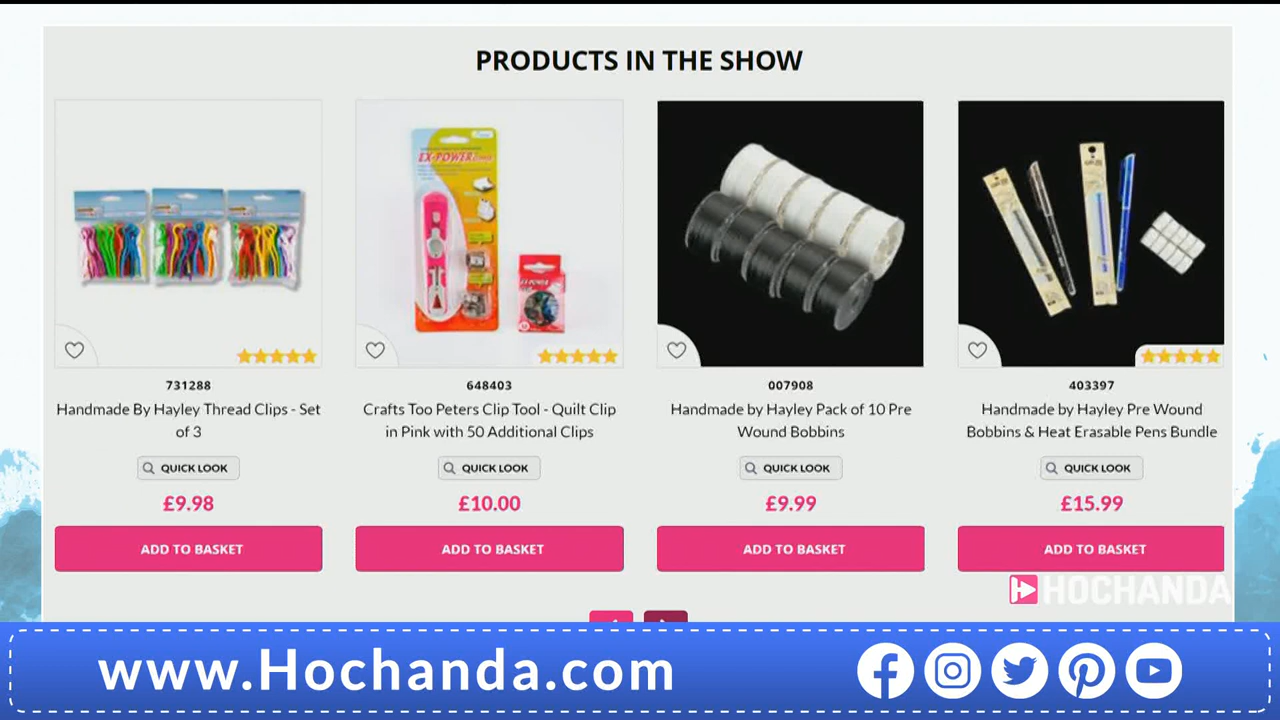 PRODUCTS IN THE SHOW
EX-POWER
EX-POWER
731288
648403
007908
403397
Handmade By Hayley Thread Clips - Set
of 3
Crafts Too Peters Clip Tool - Quilt Clip
in Pink with 50 Additional Clips
Handmade by Hayley Pack of 10 Pre
Wound Bobbins
Handmade by Hayley Pre Wound
Bobbins & Heat Erasable Pens Bundle
QUICK LOOK
QUICK LOOK
QUICK LOOK
QUICK LOOK
£9.98
£10.00
£9.99
£15.99
ADD TO BASKET
ADD TO BASKET
ADD TO BASKET
ADD TO BASKET
HOCHANDA
www.Hochanda.com